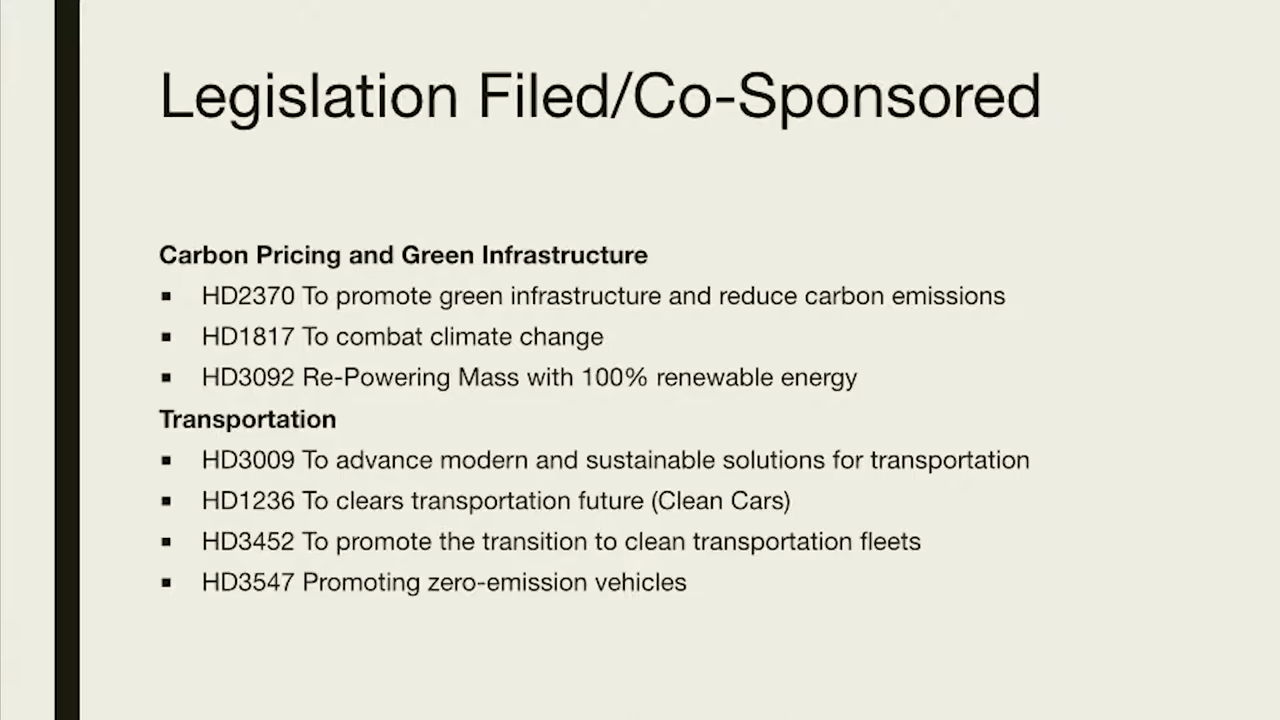 Legislation Filed/Co-Sponsored
Carbon Pricing and Green Infrastructure
▪ HD2370 To promote green infrastructure and reduce carbon emissions
▪ HD1817 To combat climate change
▪ HD3092 Re-Powering Mass with 100% renewable energy
Transportation
▪ HD3009 To advance modern and sustainable solutions for transportation
▪ HD1236 To clears transportation future (Clean Cars)
▪ HD3452 To promote the transition to clean transportation fleets
▪ HD3547 Promoting zero-emission vehicles